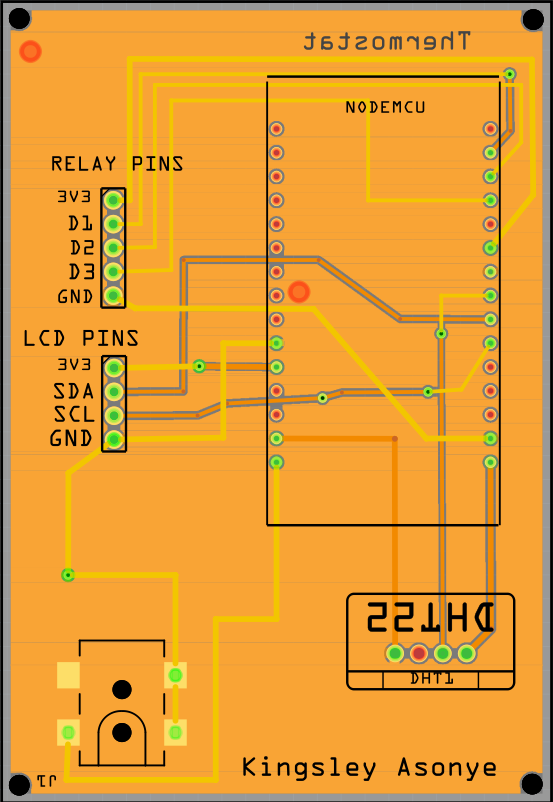 Thermostat
NODEMCU
RELAY PINS
3V3
D1
D2
D3
GND
LCD PINS
3V3
SDA
SCL
GND
DHT22
DHT1
J1
Kingsley Asonye